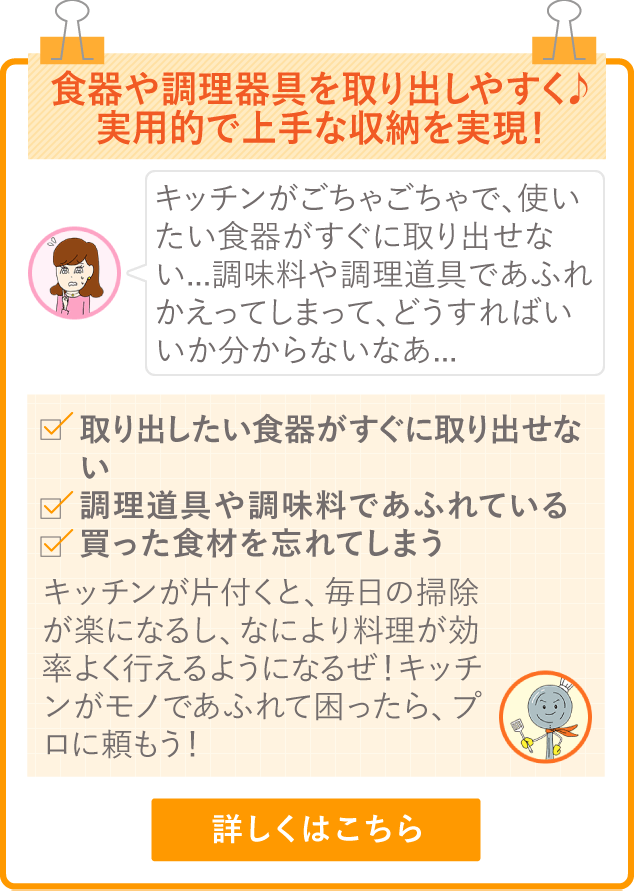 食器や調理器具を取り出しやすく♪
実用的で上手な収納を実現！
キッチンがごちゃごちゃで、使い
たい食器がすぐに取り出せな
い...調味料や調理道具であふれ
かえってしまって、どうすればい
いか分からないなあ...
取り出したい食器がすぐに取り出せな
い
調理道具や調味料であふれている
買った食材を忘れてしまう
キッチンが片付くと、毎日の掃除
が楽になるし、なにより料理が効
率よく行えるようになるぜ！キッチ
ンがモノであふれて困ったら、プ
ロに頼もう！
詳しくはこちら